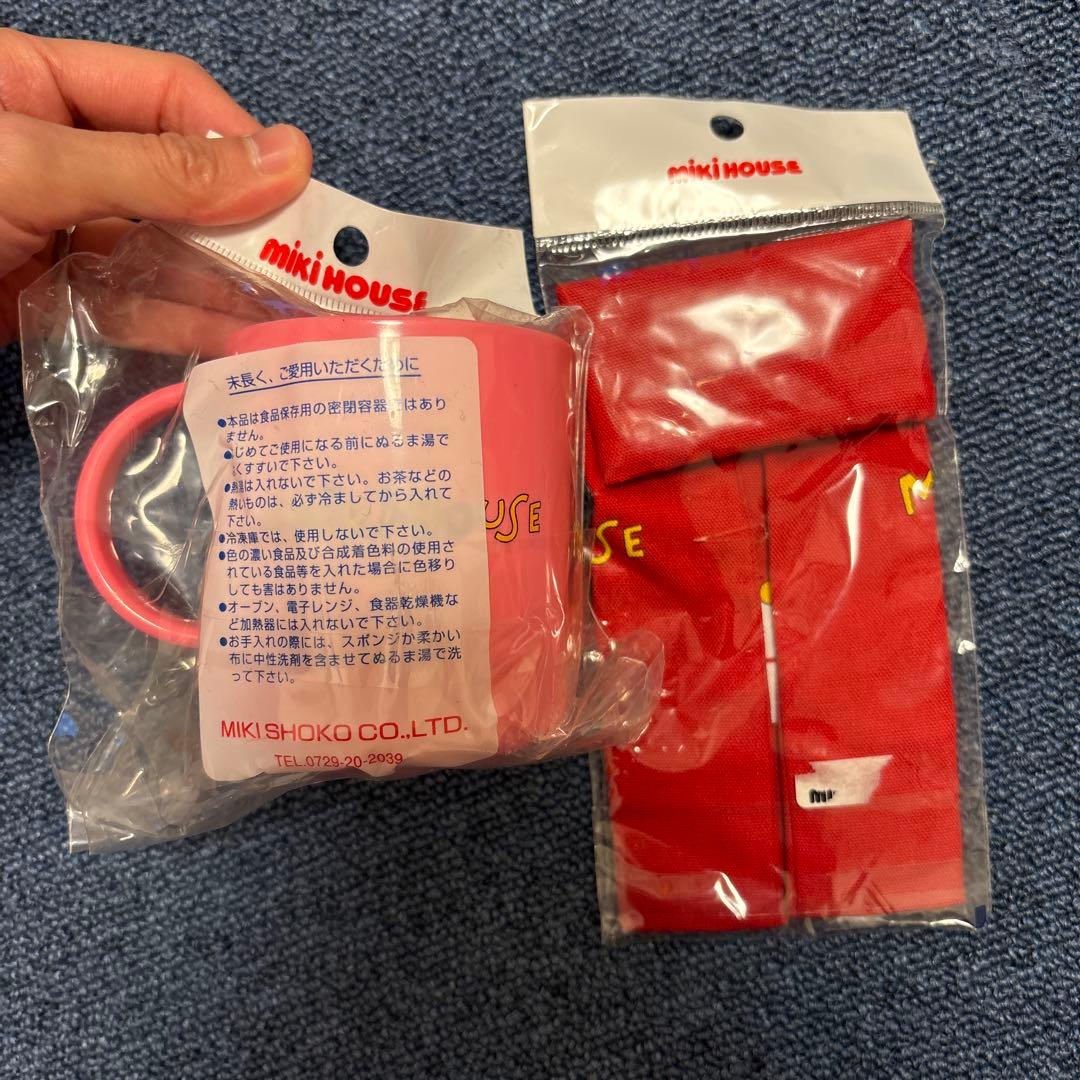 miki HOUSE
miki HOUSE
末長く、ご愛用いただくために
●本品は食品保存用の密閉容器ではあり
ません。
●はじめてご使用になる前にぬるま湯で
よくすすいで下さい。
●熱湯は入れないで下さい。お茶などの
熱いものは、必ず冷ましてから入れて
下さい。
●冷凍庫では、使用しないで下さい。
●色の濃い食品及び合成着色料の使用さ
れている食品等を入れた場合に色移り
しても害はありません。
●オーブン、電子レンジ、食器乾燥機な
ど加熱器には入れないで下さい。
●お手入れの際には、スポンジか柔かい
布に中性洗剤を含ませてぬるま湯で洗
って下さい。
MIKI SHOKO CO.,LTD.
TEL.0729-20-2039
USE
SE
M
mi